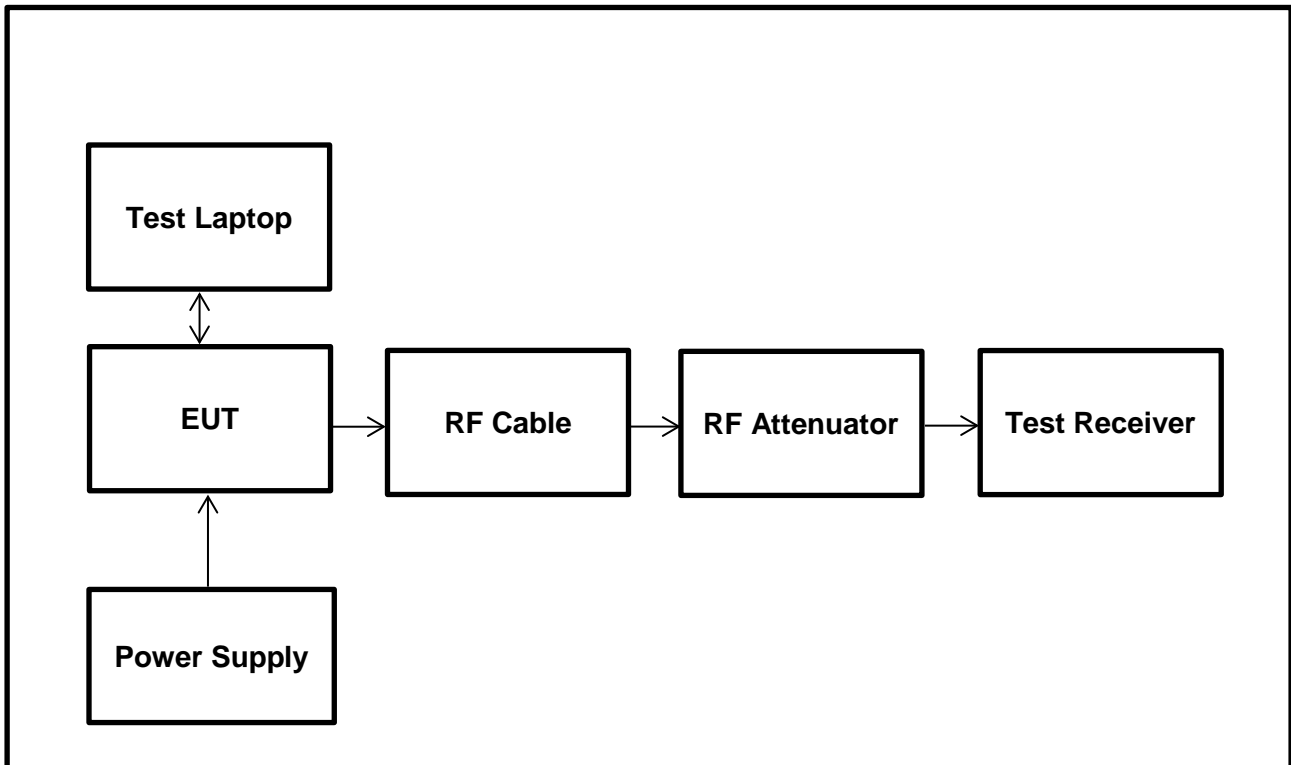 Test Laptop
EUT
RF Cable
RF Attenuator
Test Receiver
Power Supply